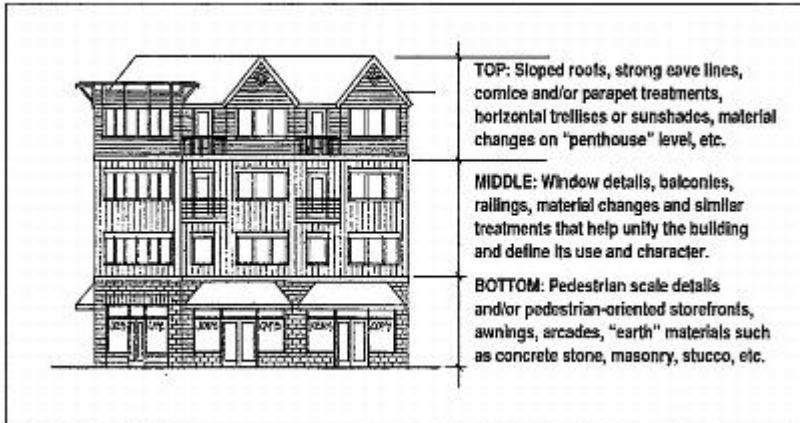 TOP: Sloped roofs, strong eave lines,
cornice and/or parapet treatments,
horizontal trellises or sunshades, material
changes on "penthouse" level, etc.
MIDDLE: Window details, balconies,
railings, material changes and similar
treatments that help unify the building
and define its use and character.
BOTTOM: Pedestrian scale details
and/or pedestrian-oriented storefronts,
awnings, arcades, "earth" materials such
as concrete stone, masonry, stucco, etc.